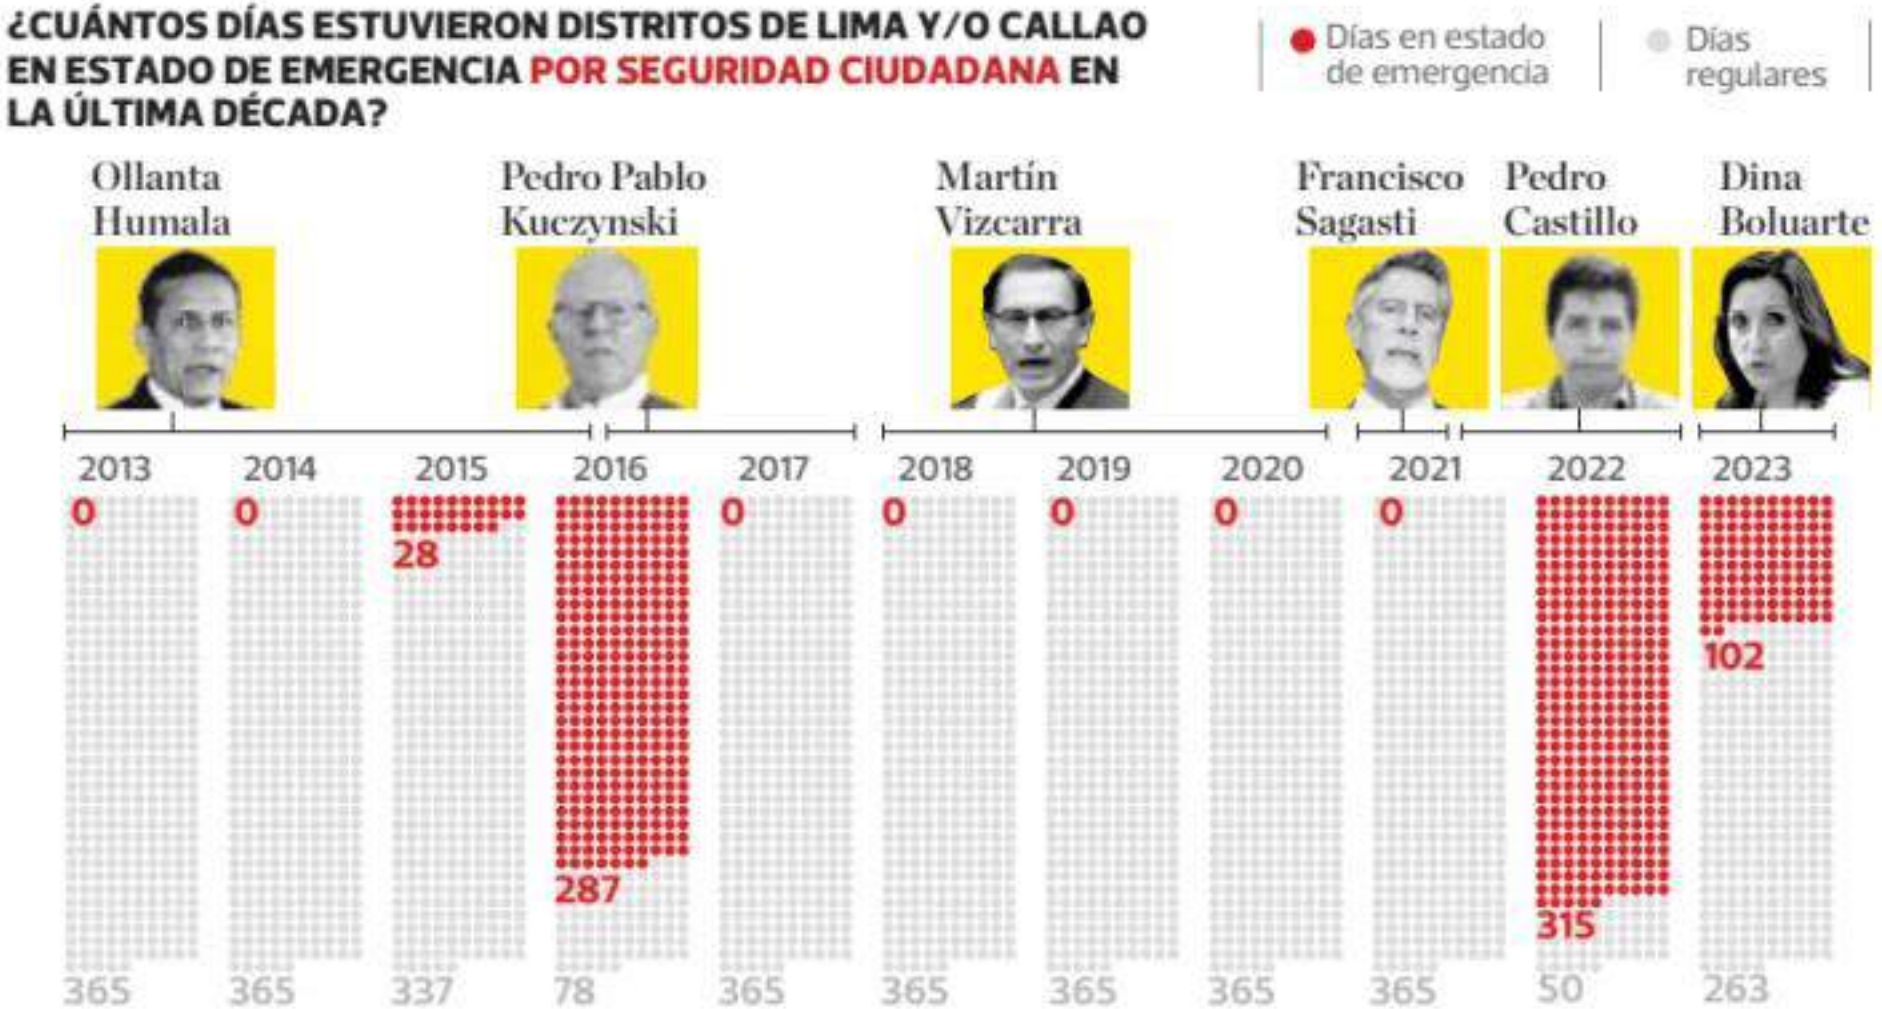 ¿CUÁNTOS DÍAS ESTUVIERON DISTRITOS DE LIMA Y/O CALLAO
EN ESTADO DE EMERGENCIA POR SEGURIDAD CIUDADANA EN
LA ÚLTIMA DÉCADA?
Días en estado
de emergencia
Días
regulares
Ollanta
Humala
Pedro Pablo
Kuczynski
Martín
Vizcarra
Francisco
Sagasti
Pedro
Castillo
Dina
Boluarte
2013 2014 2015 2016 2017 2018 2019 2020 2021 2022 2023
0 0 28 287 0 0 0 0 0 315 102
365 365 337 78 365 365 365 365 365 50 263